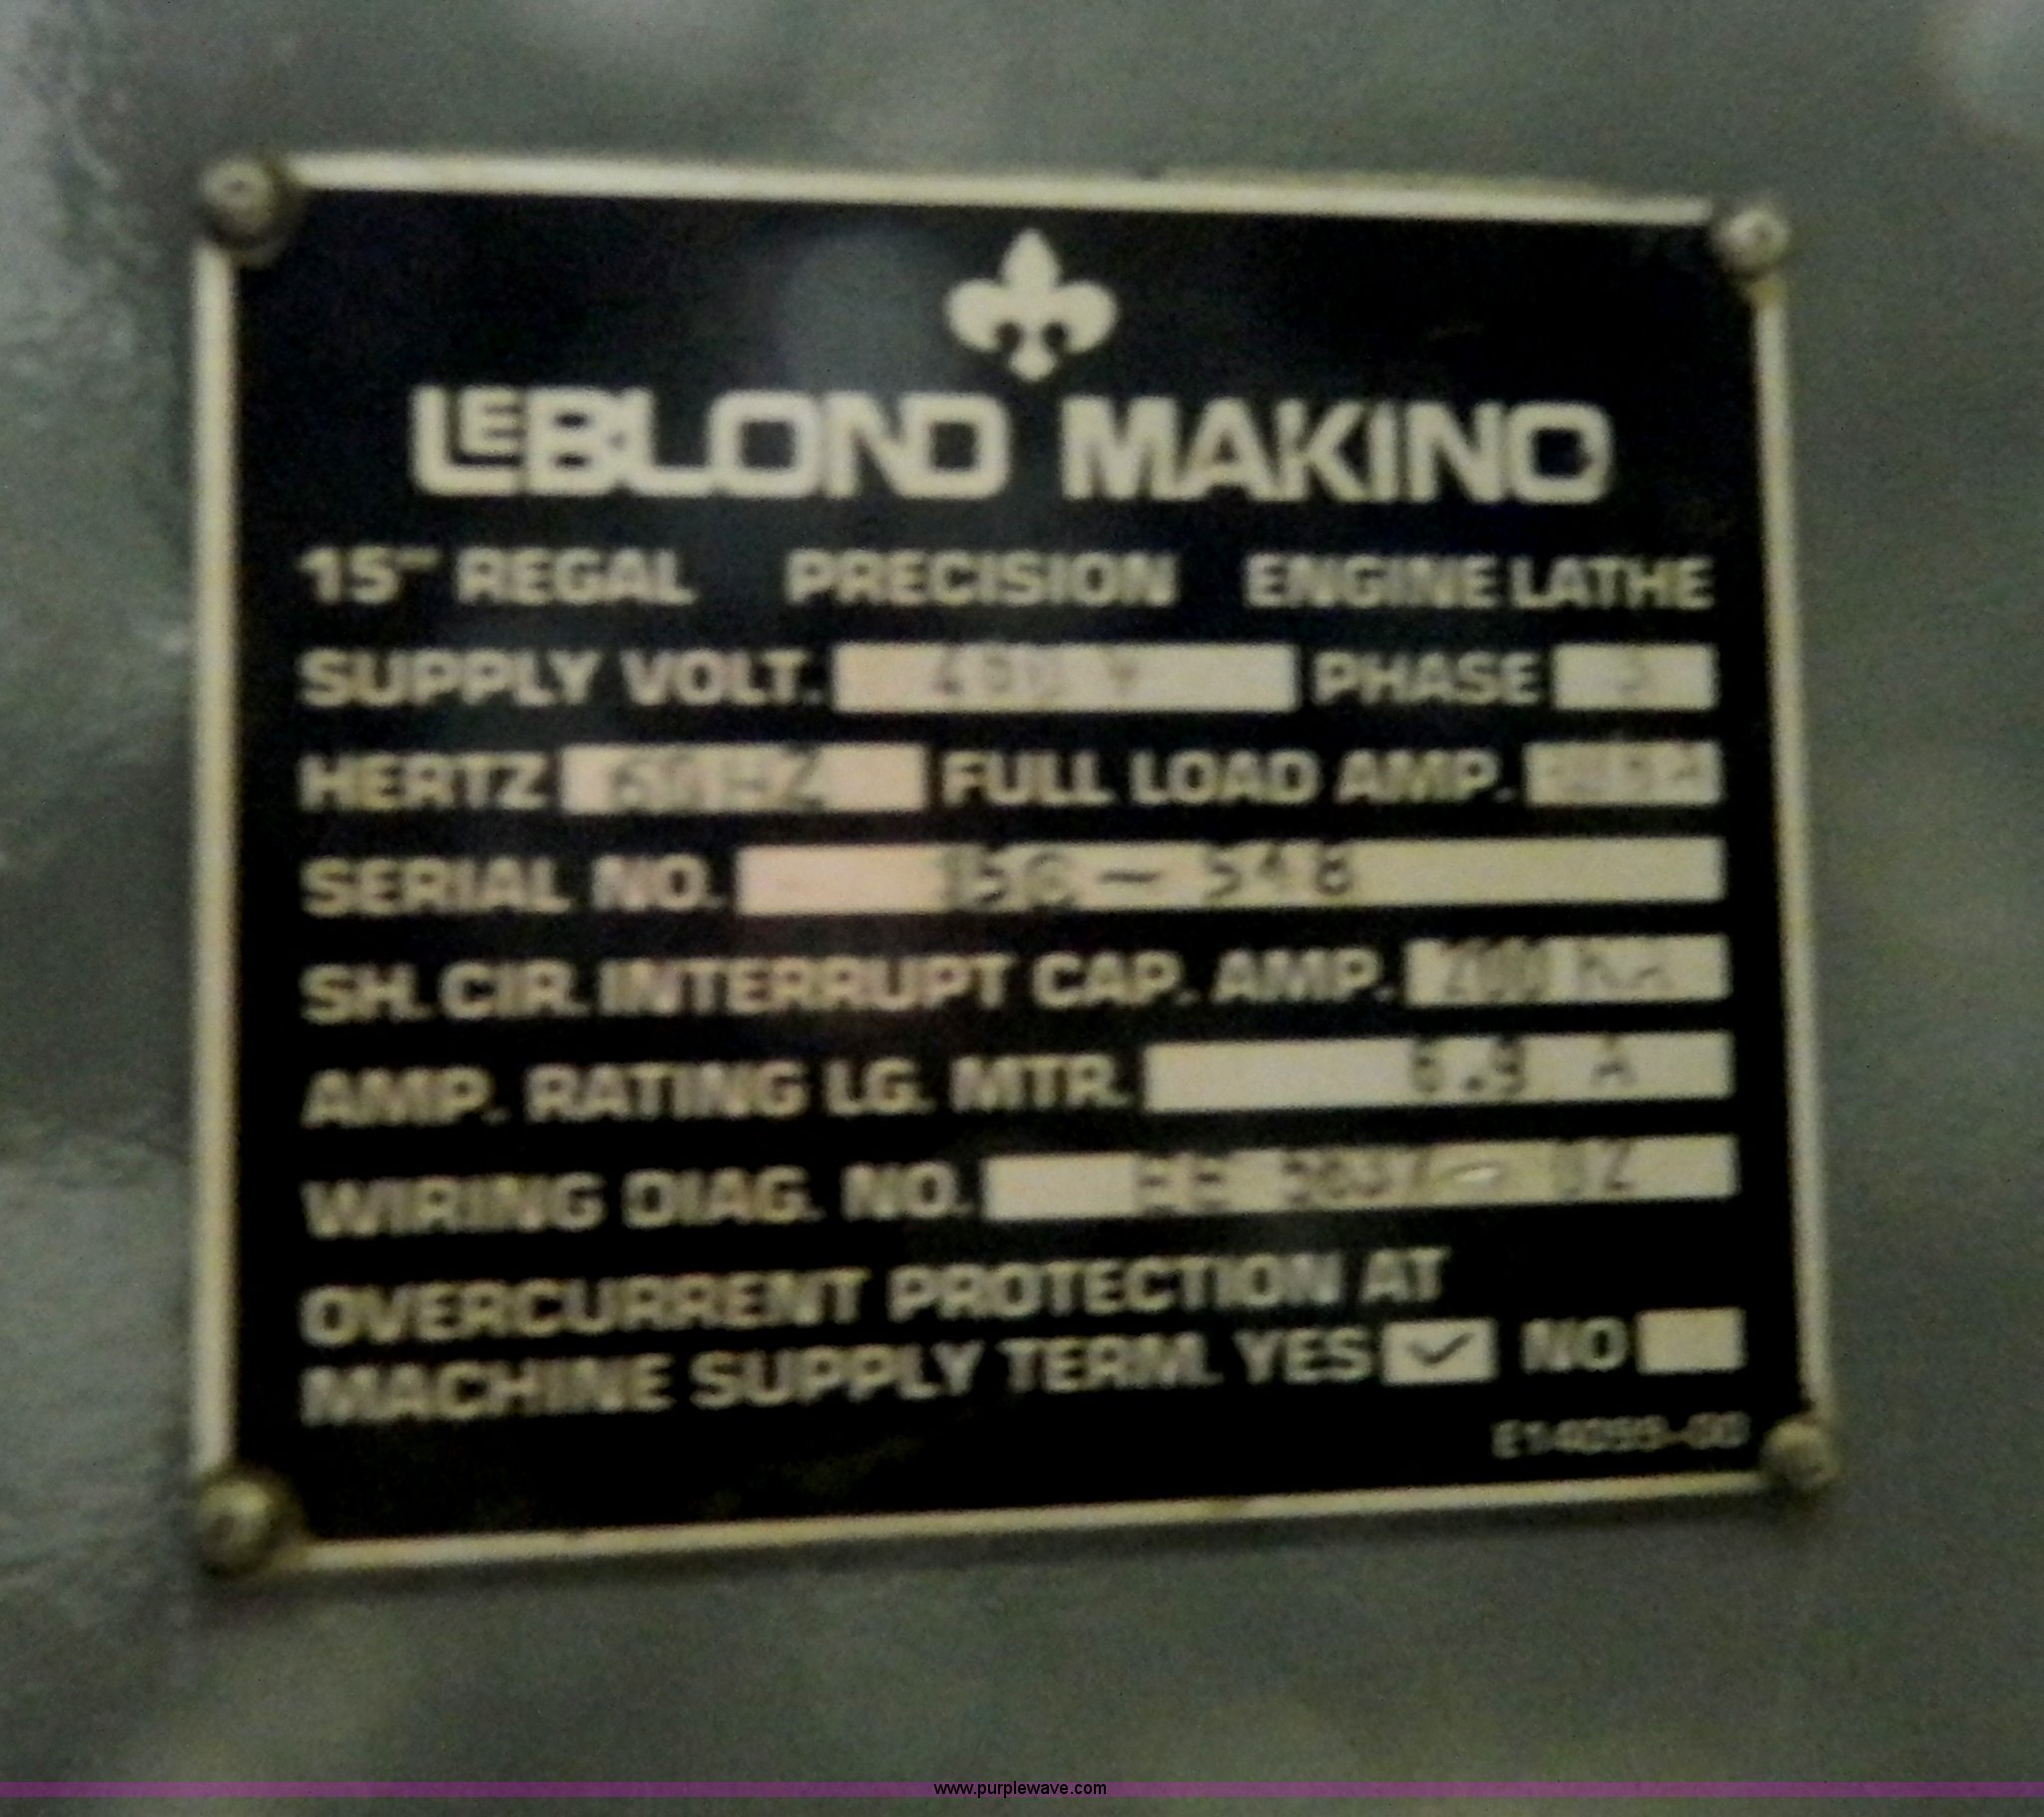 LEBLOND MAKINO
15" REGAL PRECISION ENGINE LATHE
SUPPLY VOLT. PHASE
HERTZ FULL LOAD AMP.
SERIAL NO.
SH. CIR. INTERRUPT CAP. AMP.
AMP. RATING LG. MTR. 6.9 A
WIRING DIAG. NO.
OVERCURRENT PROTECTION AT
MACHINE SUPPLY TERM. YES ✓ NO
www.purplewave.com